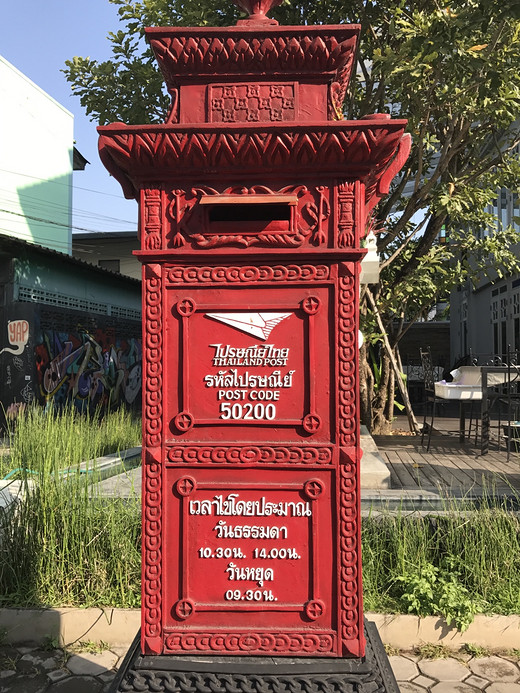 ไปรษณีย์ไทย
THAILAND POST
รหัสไปรษณีย์
POST CODE
50200
เวลาไขโดยประมาณ
วันธรรมดา
10.30น. 14.00น.
วันหยุด
09.30น.
YAP